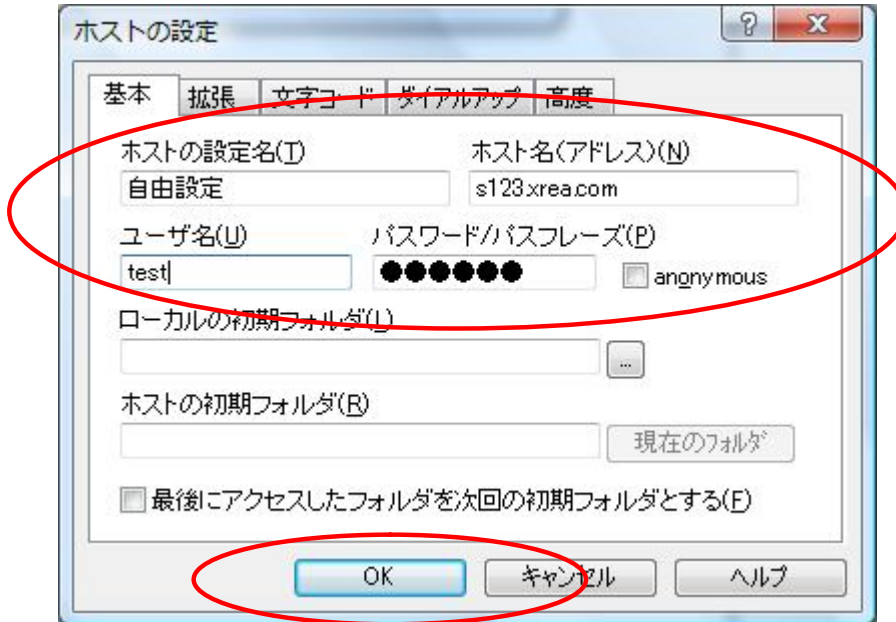 ホストの設定
基本 拡張 文字コード ダイアルアップ 高度
ホストの設定名(T) ホスト名(アドレス)(N)
自由設定 s123.xrea.com
ユーザ名(U) パスワード/パスフレーズ(P)
test ●●●●●● anonymous
ローカルの初期フォルダ(L)
...
ホストの初期フォルダ(R)
現在のフォルダ
最後にアクセスしたフォルダを次回の初期フォルダとする(F)
OK キャンセル ヘルプ